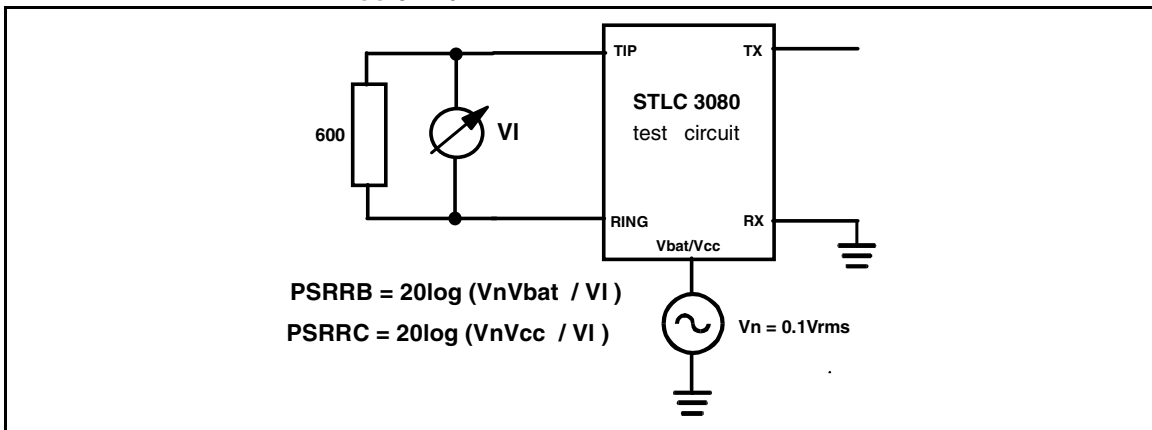 TIP
TX
STLC 3080
test circuit
600
VI
RING
RX
Vbat/Vcc
PSRRB = 20log (VnVbat / VI )
PSRRC = 20log (VnVcc / VI )
Vn = 0.1Vrms